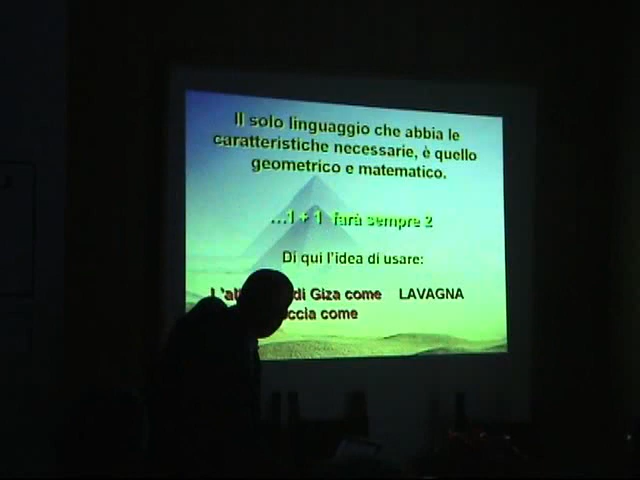 Il solo linguaggio che abbia le
caratteristiche necessarie, è quello
geometrico e matematico.
...1 + 1 farà sempre 2
Di qui l'idea di usare:
di Giza come LAVAGNA
come